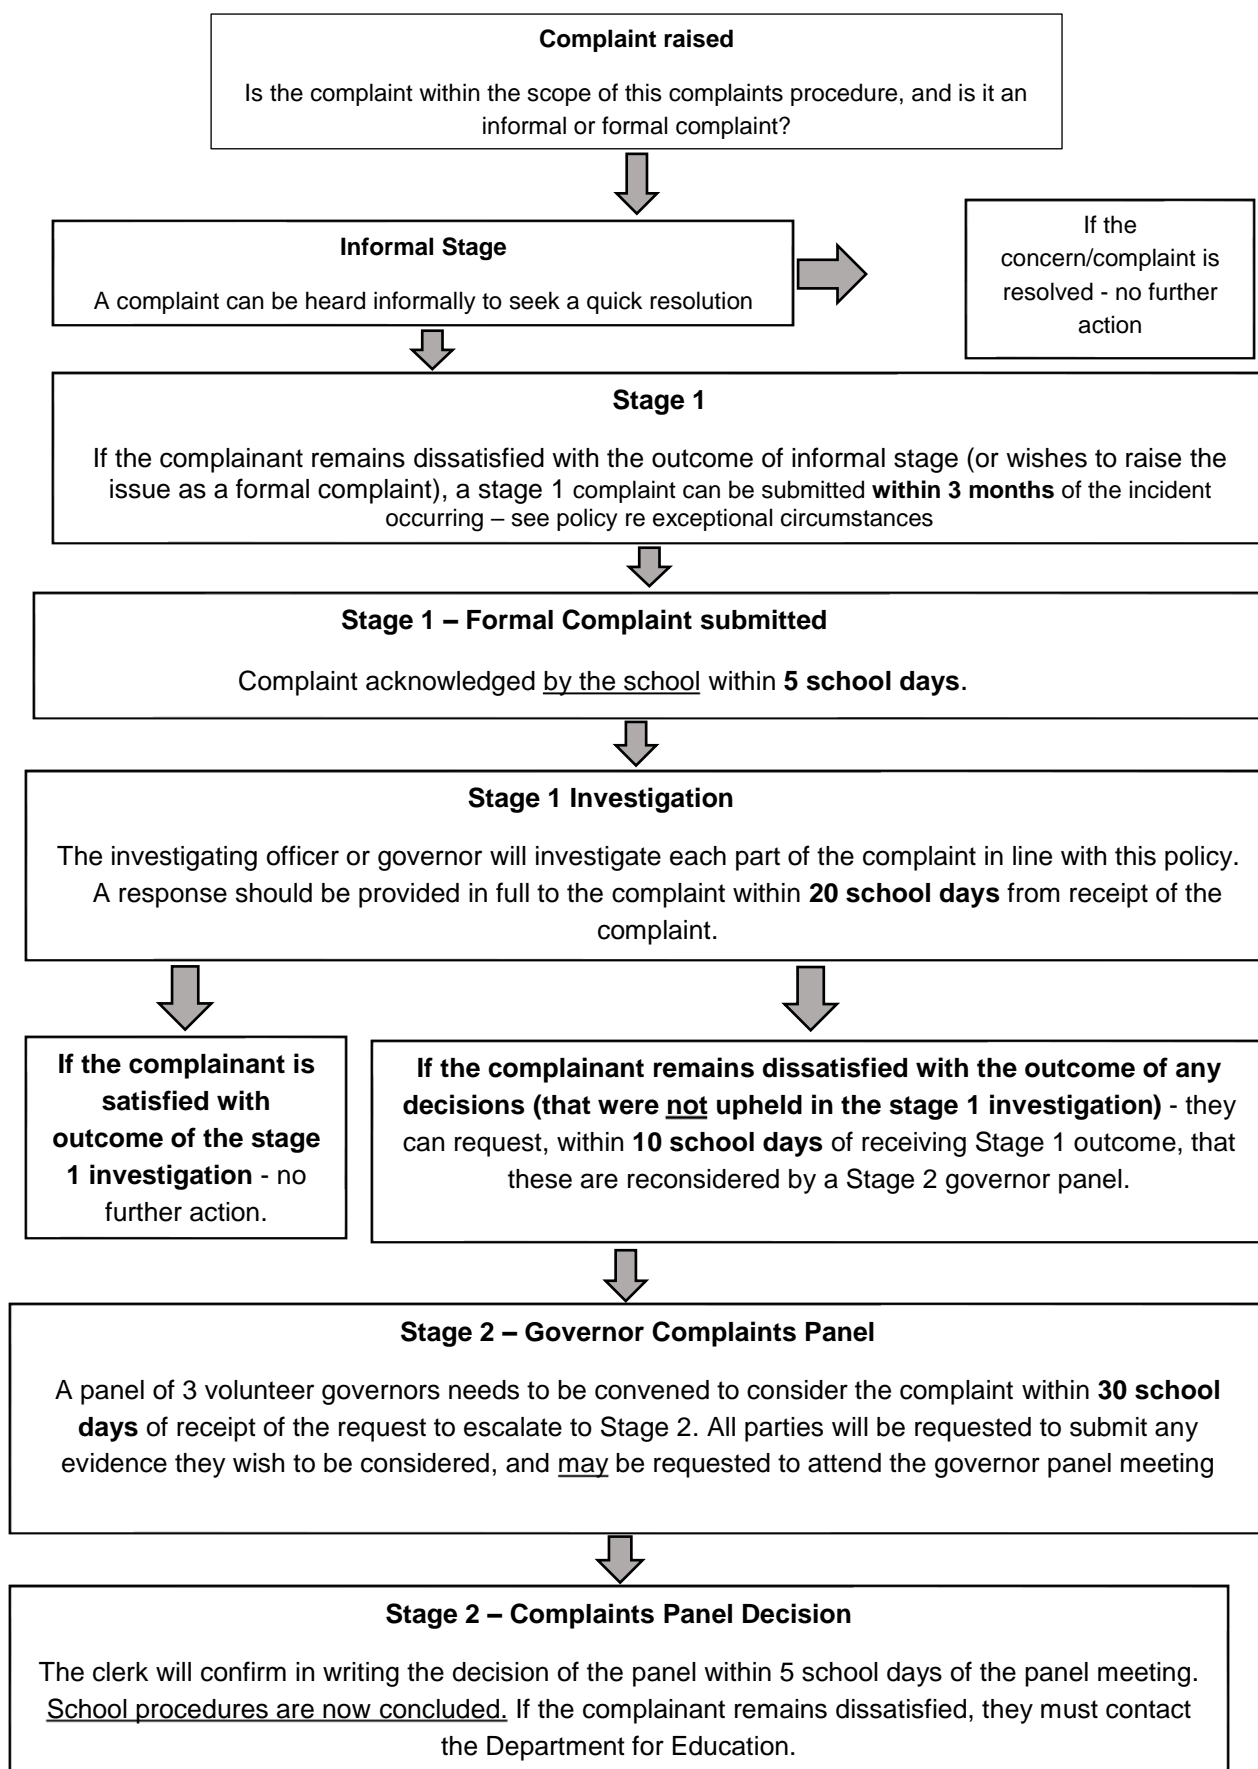 Complaint raised
Is the complaint within the scope of this complaints procedure, and is it an
informal or formal complaint?
Informal Stage
A complaint can be heard informally to seek a quick resolution
If the
concern/complaint is
resolved - no further
action
Stage 1
If the complainant remains dissatisfied with the outcome of informal stage (or wishes to raise the
issue as a formal complaint), a stage 1 complaint can be submitted within 3 months of the incident
occurring – see policy re exceptional circumstances
Stage 1 – Formal Complaint submitted
Complaint acknowledged by the school within 5 school days.
Stage 1 Investigation
The investigating officer or governor will investigate each part of the complaint in line with this policy.
A response should be provided in full to the complaint within 20 school days from receipt of the
complaint.
If the complainant is
satisfied with
outcome of the stage
1 investigation - no
further action.
If the complainant remains dissatisfied with the outcome of any
decisions (that were not upheld in the stage 1 investigation) - they
can request, within 10 school days of receiving Stage 1 outcome, that
these are reconsidered by a Stage 2 governor panel.
Stage 2 – Governor Complaints Panel
A panel of 3 volunteer governors needs to be convened to consider the complaint within 30 school
days of receipt of the request to escalate to Stage 2. All parties will be requested to submit any
evidence they wish to be considered, and may be requested to attend the governor panel meeting
Stage 2 – Complaints Panel Decision
The clerk will confirm in writing the decision of the panel within 5 school days of the panel meeting.
School procedures are now concluded. If the complainant remains dissatisfied, they must contact
the Department for Education.